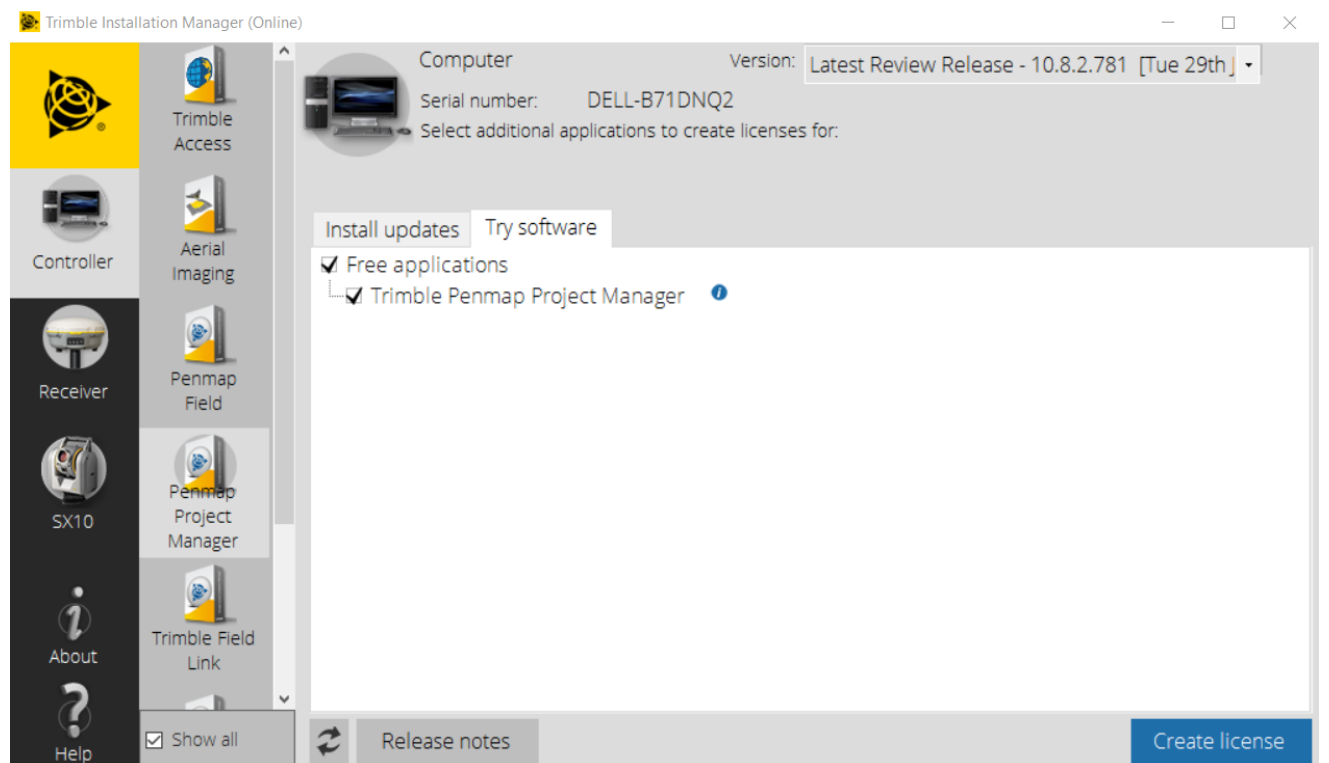 Trimble Installation Manager (Online)
Controller
Receiver
SX10
About
Help
Trimble
Access
Aerial
Imaging
Penmap
Field
Penmap
Project
Manager
Trimble Field
Link
Show all
Computer
Version: Latest Review Release - 10.8.2.781 [Tue 29th J
Serial number: DELL-B71DNQ2
Select additional applications to create licenses for:
Install updates Try software
Free applications
Trimble Penmap Project Manager
Release notes
Create license